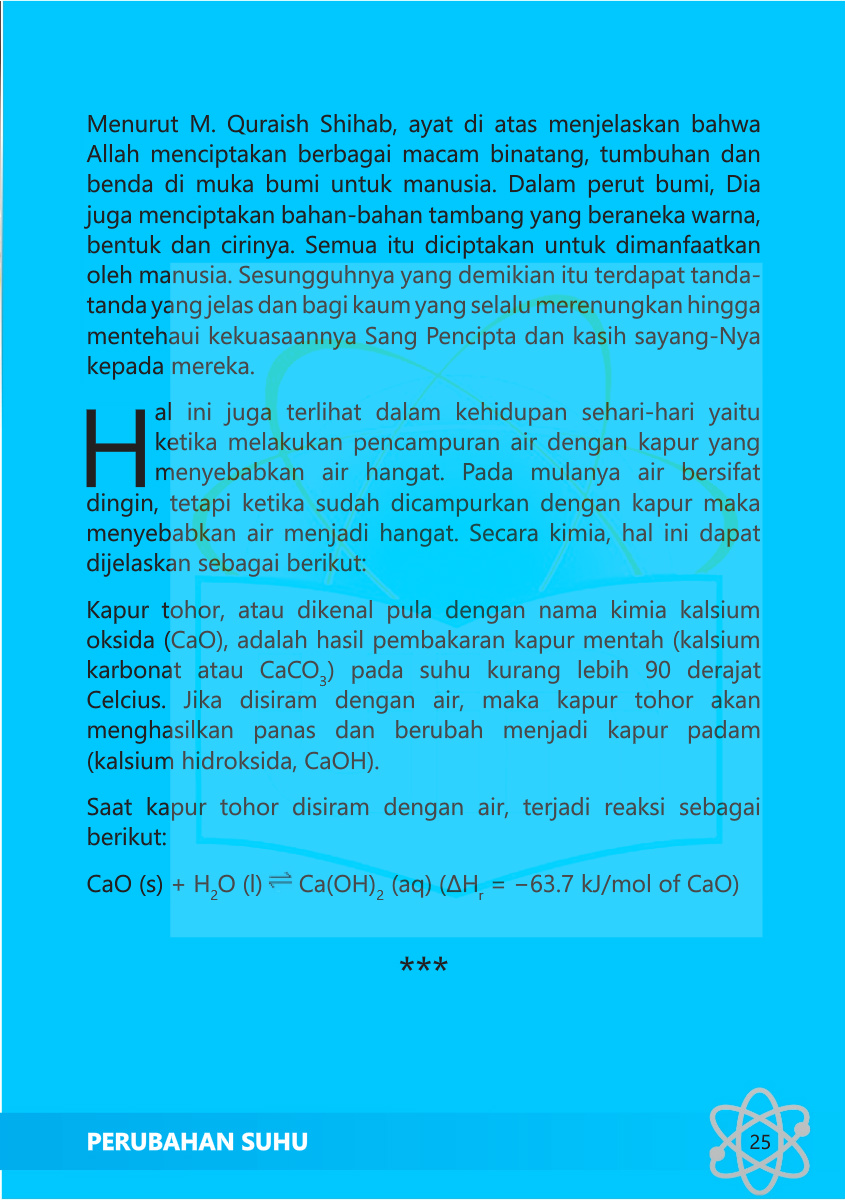 Menurut M. Quraish Shihab, ayat di atas menjelaskan bahwa
Allah menciptakan berbagai macam binatang, tumbuhan dan
benda di muka bumi untuk manusia. Dalam perut bumi, Dia
juga menciptakan bahan-bahan tambang yang beraneka warna,
bentuk dan cirinya. Semua itu diciptakan untuk dimanfaatkan
oleh manusia. Sesungguhnya yang demikian itu terdapat tanda-
tanda yang jelas dan bagi kaum yang selalu merenungkan hingga
mentehaui kekuasaannya Sang Pencipta dan kasih sayang-Nya
kepada mereka.
Hal ini juga terlihat dalam kehidupan sehari-hari yaitu
ketika melakukan pencampuran air dengan kapur yang
menyebabkan air hangat. Pada mulanya air bersifat
dingin, tetapi ketika sudah dicampurkan dengan kapur maka
menyebabkan air menjadi hangat. Secara kimia, hal ini dapat
dijelaskan sebagai berikut:
Kapur tohor, atau dikenal pula dengan nama kimia kalsium
oksida (CaO), adalah hasil pembakaran kapur mentah (kalsium
karbonat atau CaCO₃) pada suhu kurang lebih 90 derajat
Celcius. Jika disiram dengan air, maka kapur tohor akan
menghasilkan panas dan berubah menjadi kapur padam
(kalsium hidroksida, CaOH).
Saat kapur tohor disiram dengan air, terjadi reaksi sebagai
berikut:
CaO (s) + H₂O (l) ⇌ Ca(OH)₂ (aq) (ΔHᵣ = −63.7 kJ/mol of CaO)
***
PERUBAHAN SUHU
25